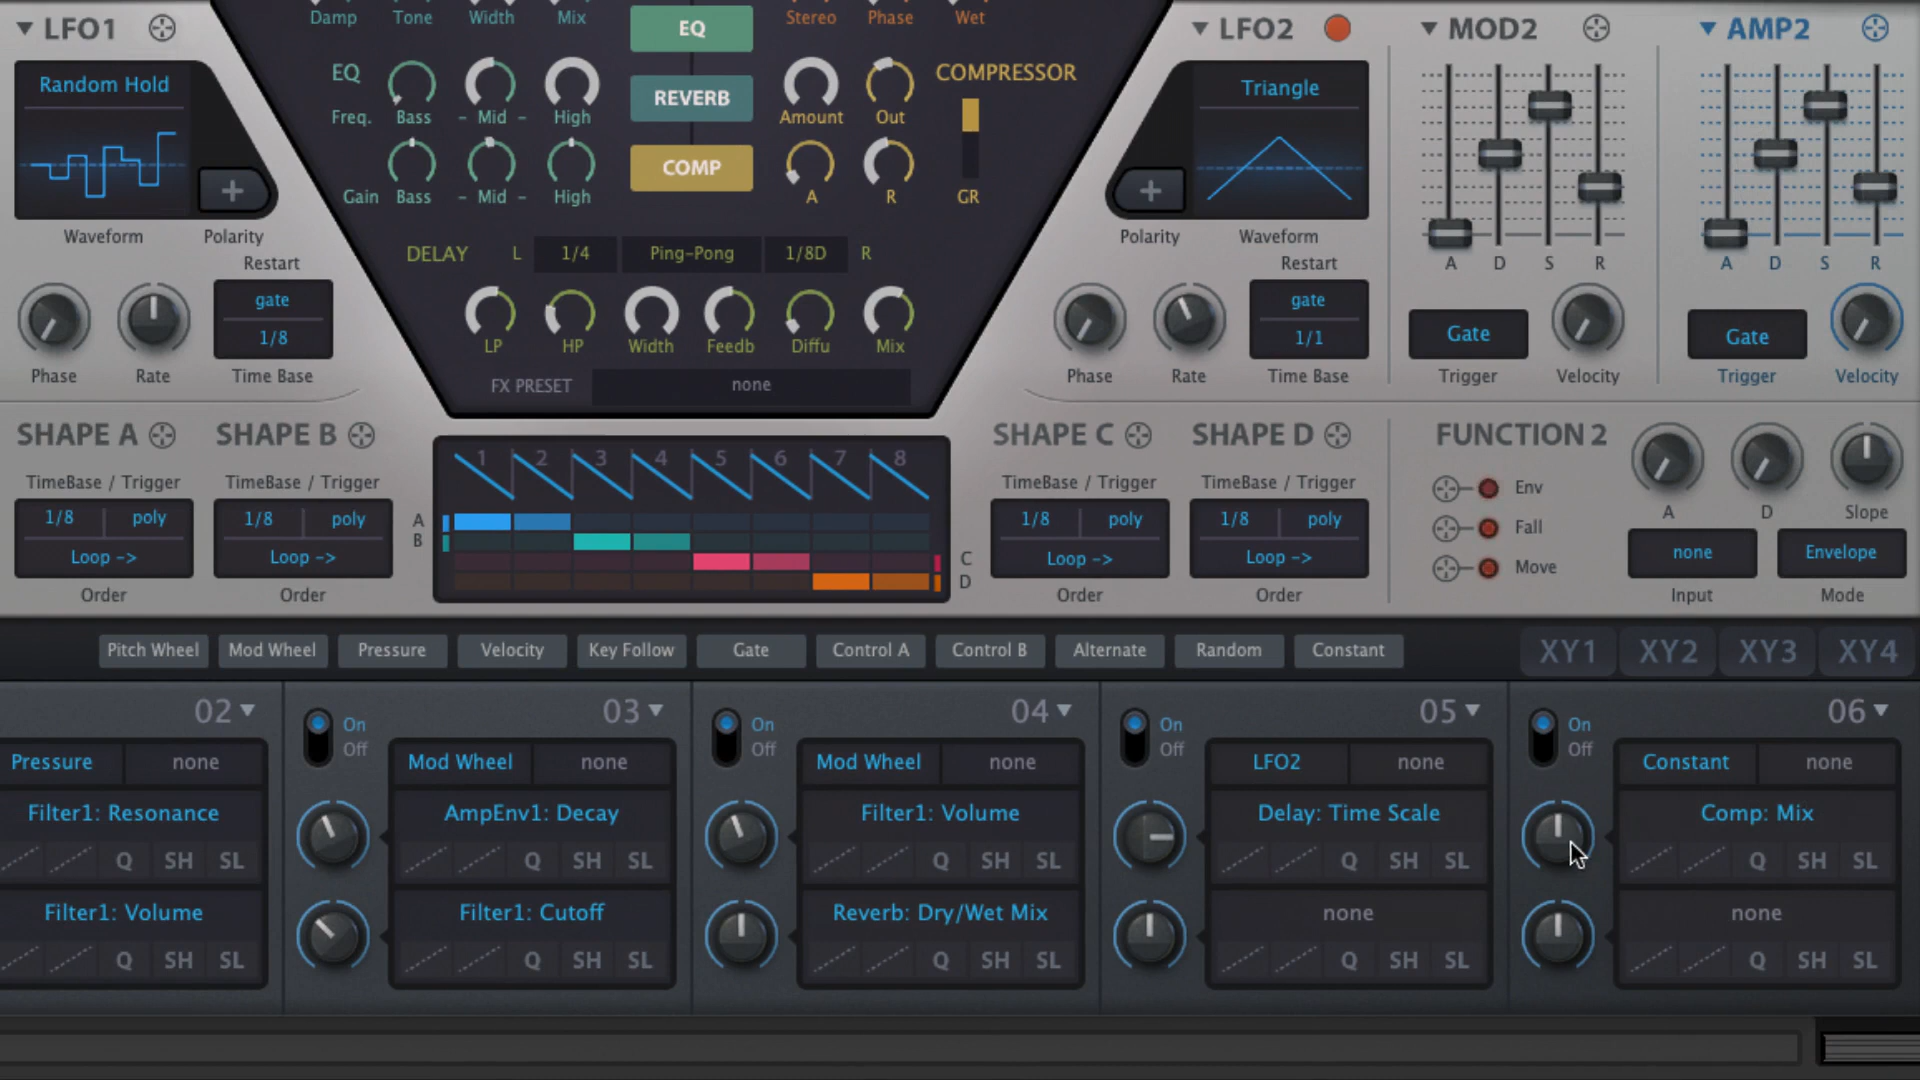 Damp Tone Width Mix
Stereo Phase Wet
LFO1
Random Hold
Waveform Polarity
Restart
gate
1/8
Phase Rate Time Base
EQ
REVERB
COMP
EQ
Freq. Bass - Mid - High
Gain Bass - Mid - High
Amount Out
A R
COMPRESSOR
GR
DELAY L 1/4 Ping-Pong 1/8D R
LP HP Width Feedb Diffu Mix
FX PRESET none
LFO2
Triangle
Polarity Waveform
Restart
gate
1/1
Phase Rate Time Base
MOD2
A D S R
Gate
Trigger Velocity
AMP2
A D S R
Gate
Trigger Velocity
SHAPE A
TimeBase / Trigger
1/8 poly
Loop ->
Order
SHAPE B
TimeBase / Trigger
1/8 poly
Loop ->
Order
1 2 3 4 5 6 7 8
A
B
C
D
SHAPE C
TimeBase / Trigger
1/8 poly
Loop ->
Order
SHAPE D
TimeBase / Trigger
1/8 poly
Loop ->
Order
FUNCTION 2
Env
Fall
Move
A D Slope
none Envelope
Input Mode
Pitch Wheel Mod Wheel Pressure Velocity Key Follow Gate Control A Control B Alternate Random Constant
XY1 XY2 XY3 XY4
02
Pressure none
Filter1: Resonance
Q SH SL
Filter1: Volume
Q SH SL
On
Off
03
Mod Wheel none
AmpEnv1: Decay
Q SH SL
Filter1: Cutoff
Q SH SL
On
Off
04
Mod Wheel none
Filter1: Volume
Q SH SL
Reverb: Dry/Wet Mix
Q SH SL
On
Off
05
LFO2 none
Delay: Time Scale
Q SH SL
none
Q SH SL
On
Off
06
Constant none
Comp: Mix
Q SH SL
none
Q SH SL